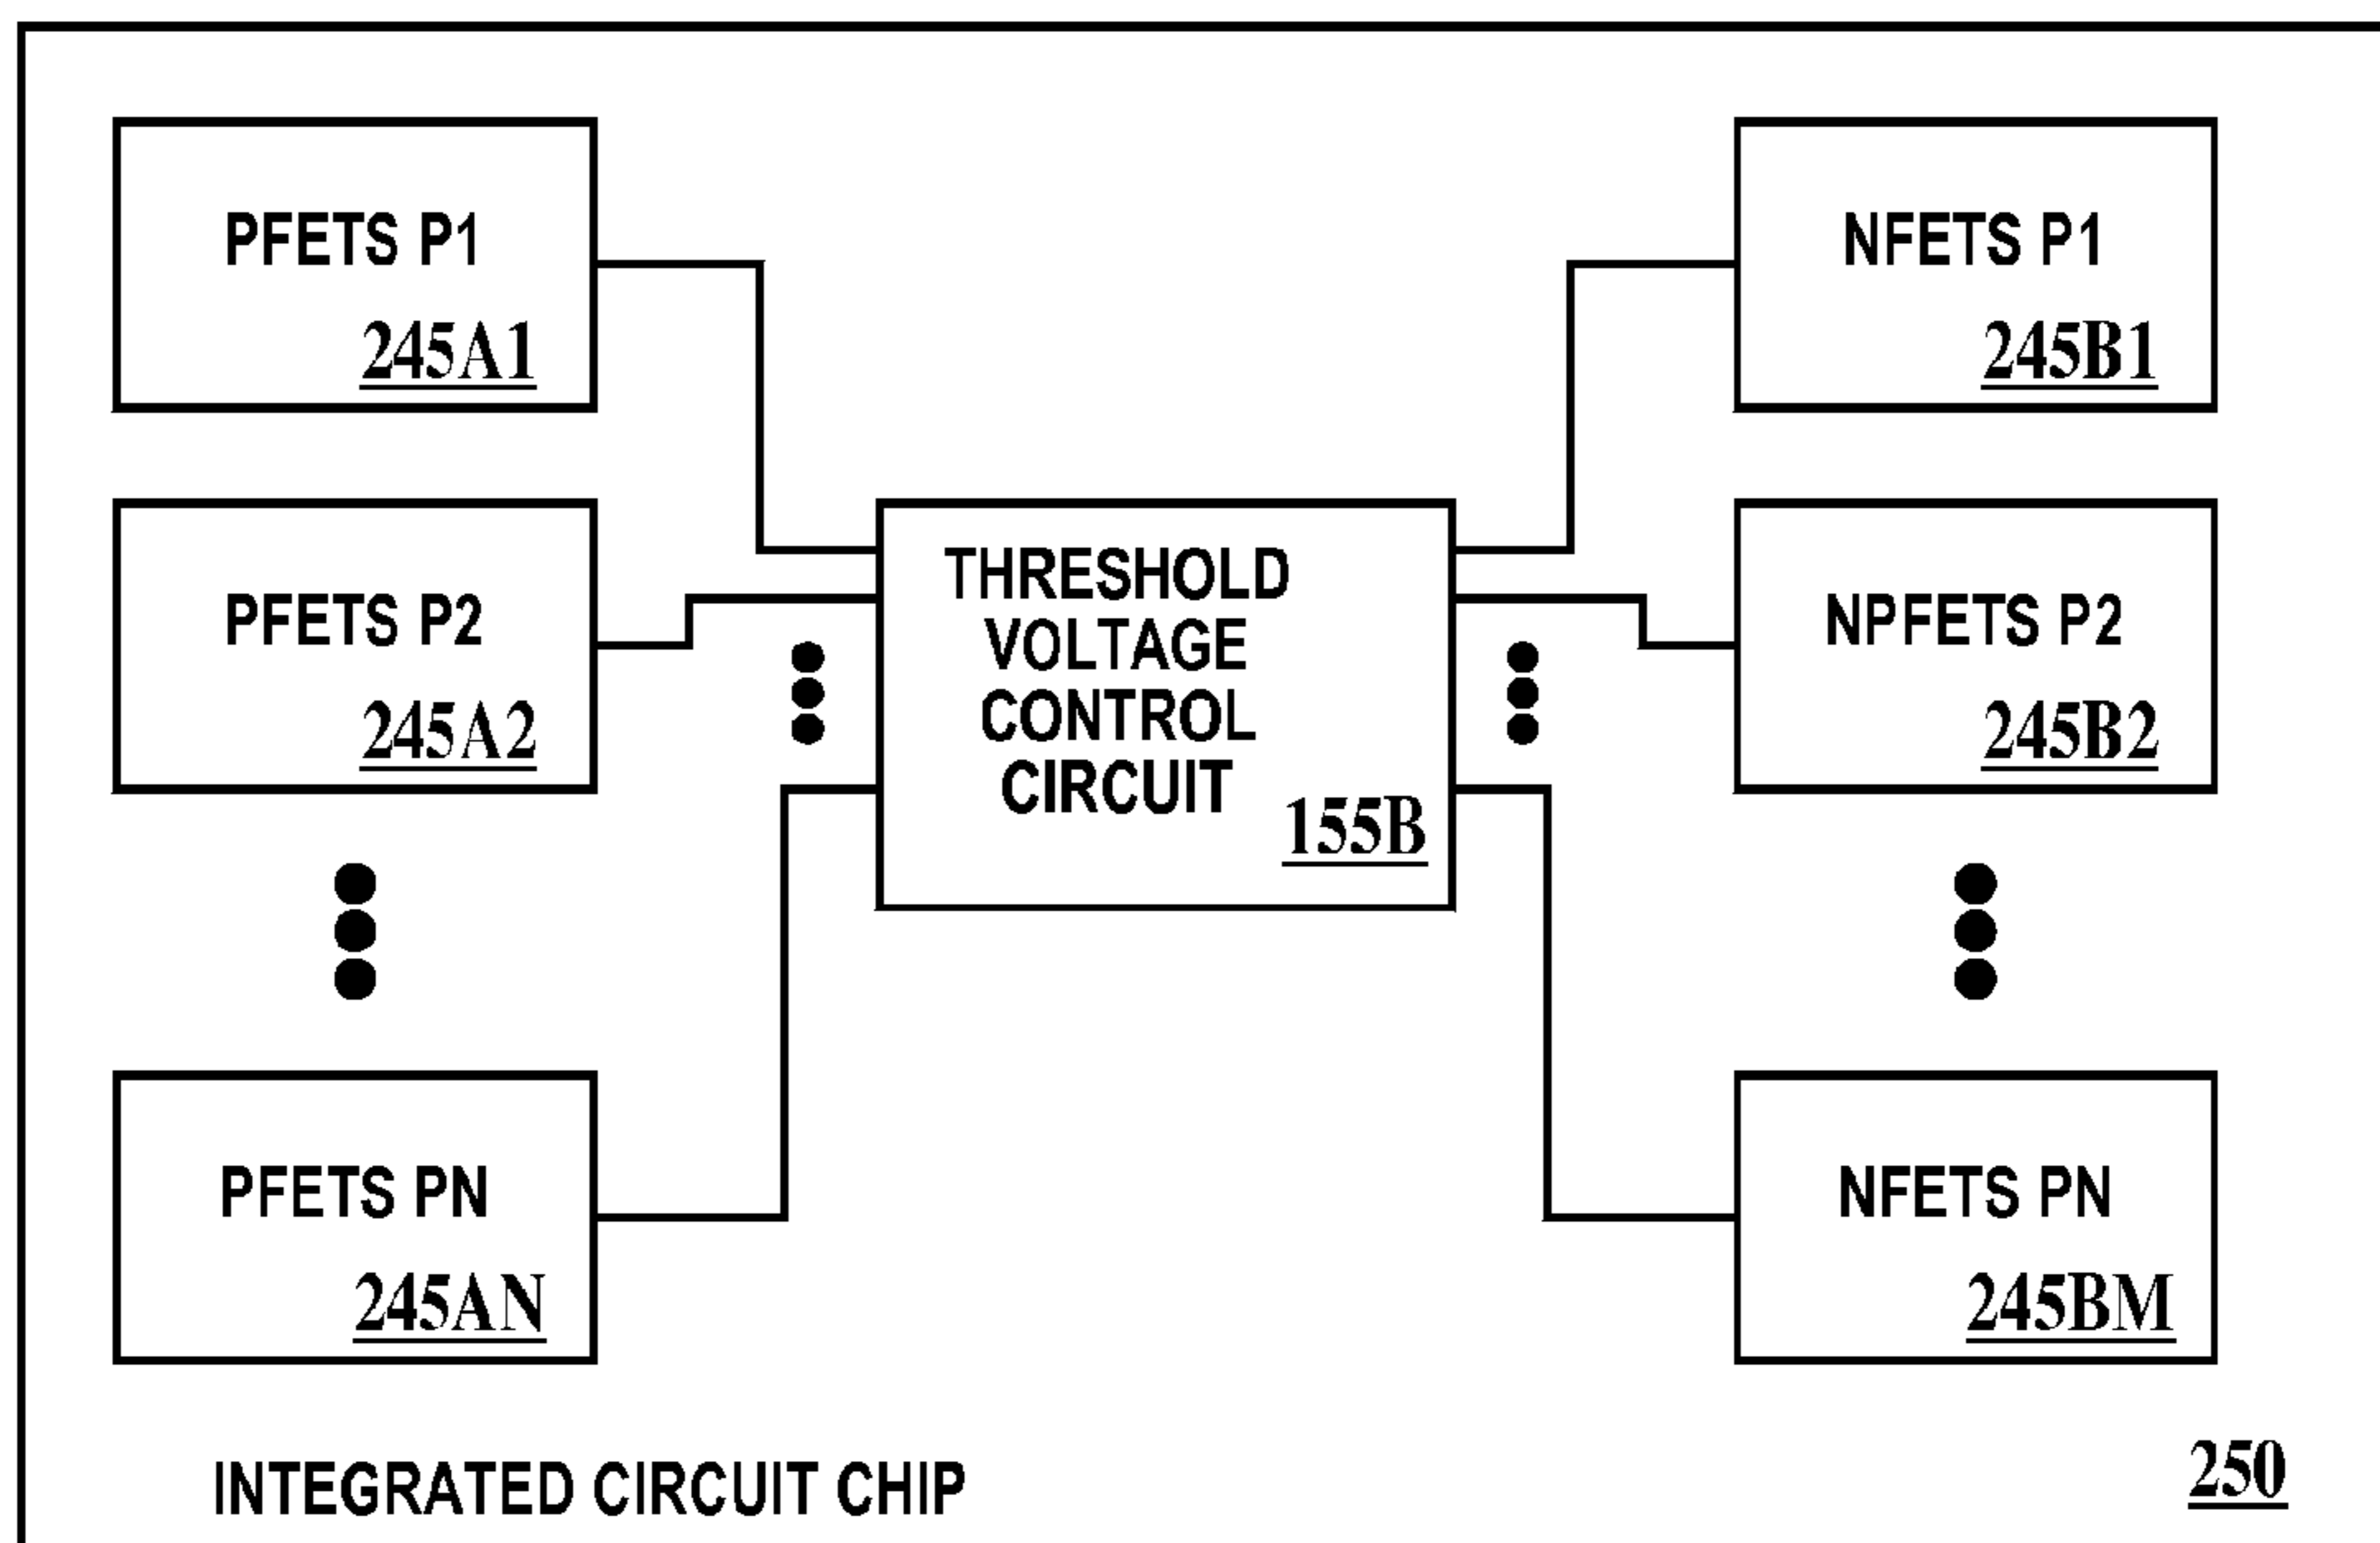 PFETS P1
245A1
NFETS P1
245B1
PFETS P2
245A2
THRESHOLD
VOLTAGE
CONTROL
CIRCUIT
155B
NPFETS P2
245B2
PFETS PN
245AN
NFETS PN
245BM
INTEGRATED CIRCUIT CHIP
250